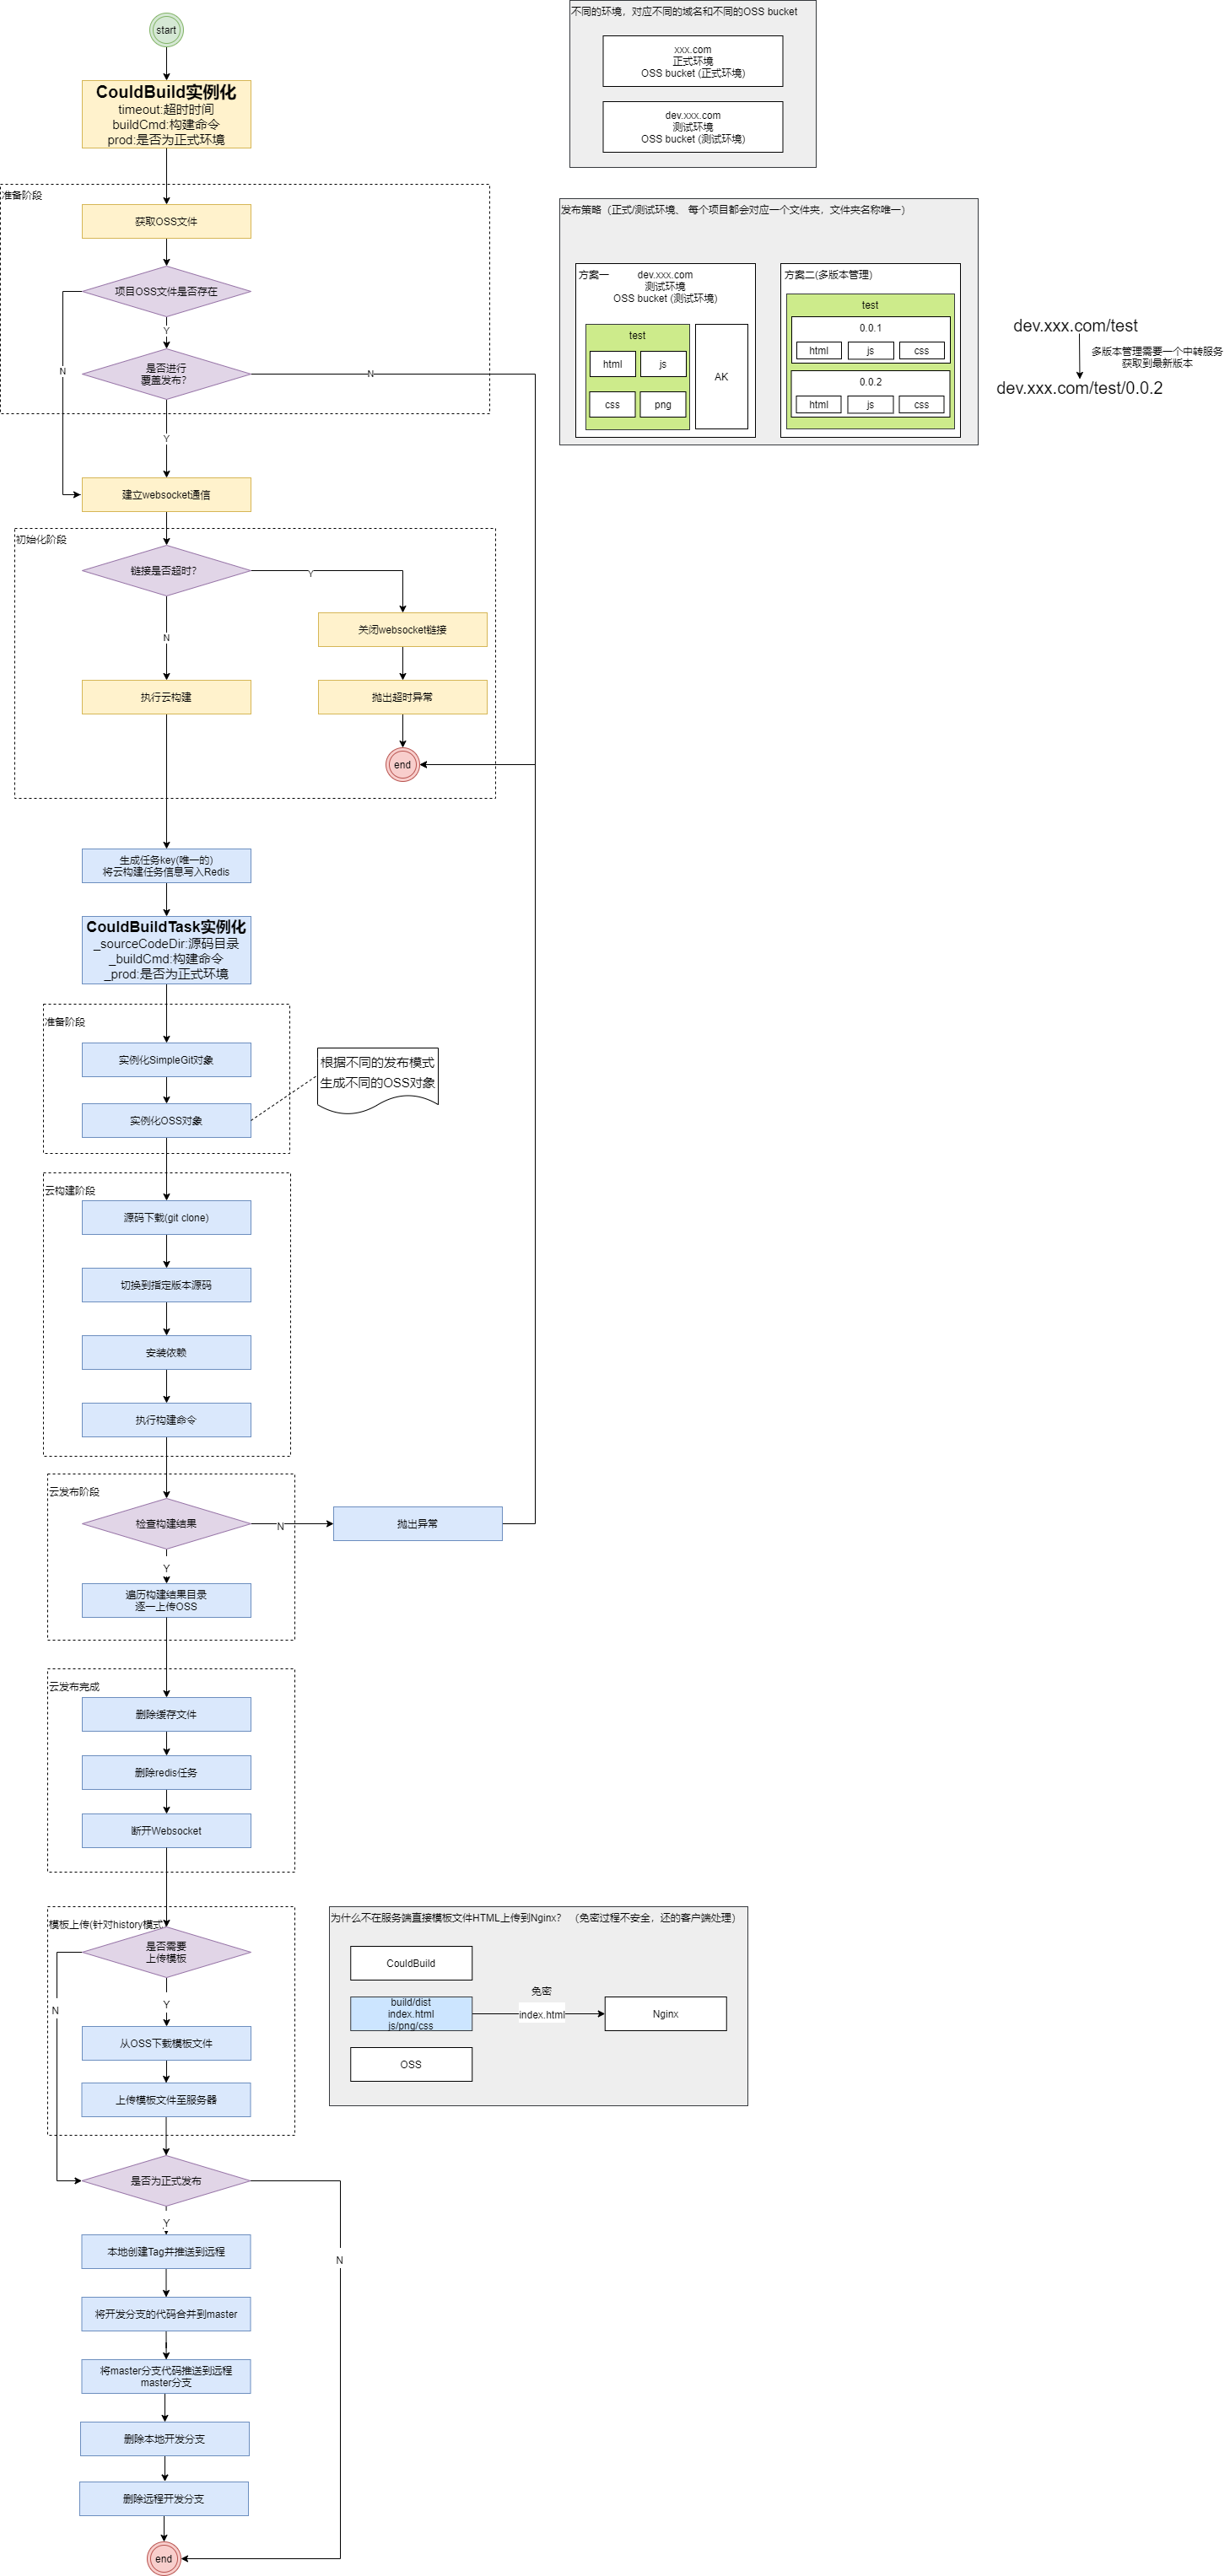 start
CouldBuild实例化
timeout:超时时间
buildCmd:构建命令
prod:是否为正式环境
准备阶段
获取OSS文件
项目OSS文件是否存在
Y
N
是否进行
覆盖发布?
N
Y
建立websocket通信
初始化阶段
链接是否超时?
Y
N
关闭websocket链接
执行云构建
抛出超时异常
end
生成任务key(唯一的)
将云构建任务信息写入Redis
CouldBuildTask实例化
_sourceCodeDir:源码目录
_buildCmd:构建命令
_prod:是否为正式环境
准备阶段
实例化SimpleGit对象
实例化OSS对象
根据不同的发布模式
生成不同的OSS对象
云构建阶段
源码下载(git clone)
切换到指定版本源码
安装依赖
执行构建命令
云发布阶段
检查构建结果
N
抛出异常
Y
遍历构建结果目录
逐一上传OSS
云发布完成
删除缓存文件
删除redis任务
断开Websocket
模板上传(针对history模式
是否需要
上传模板
N
Y
从OSS下载模板文件
上传模板文件至服务器
是否为正式发布
Y
N
本地创建Tag并推送到远程
将开发分支的代码合并到master
将master分支代码推送到远程
master分支
删除本地开发分支
删除远程开发分支
end
不同的环境，对应不同的域名和不同的OSS bucket
xxx.com
正式环境
OSS bucket (正式环境)
dev.xxx.com
测试环境
OSS bucket (测试环境)
发布策略（正式/测试环境、 每个项目都会对应一个文件夹，文件夹名称唯一）
方案一
dev.xxx.com
测试环境
OSS bucket (测试环境)
test
html
js
css
png
AK
方案二(多版本管理)
test
0.0.1
html
js
css
0.0.2
html
js
css
dev.xxx.com/test
多版本管理需要一个中转服务
获取到最新版本
dev.xxx.com/test/0.0.2
为什么不在服务端直接模板文件HTML上传到Nginx? （免密过程不安全，还的客户端处理）
CouldBuild
build/dist
index.html
js/png/css
免密
index.html
Nginx
OSS